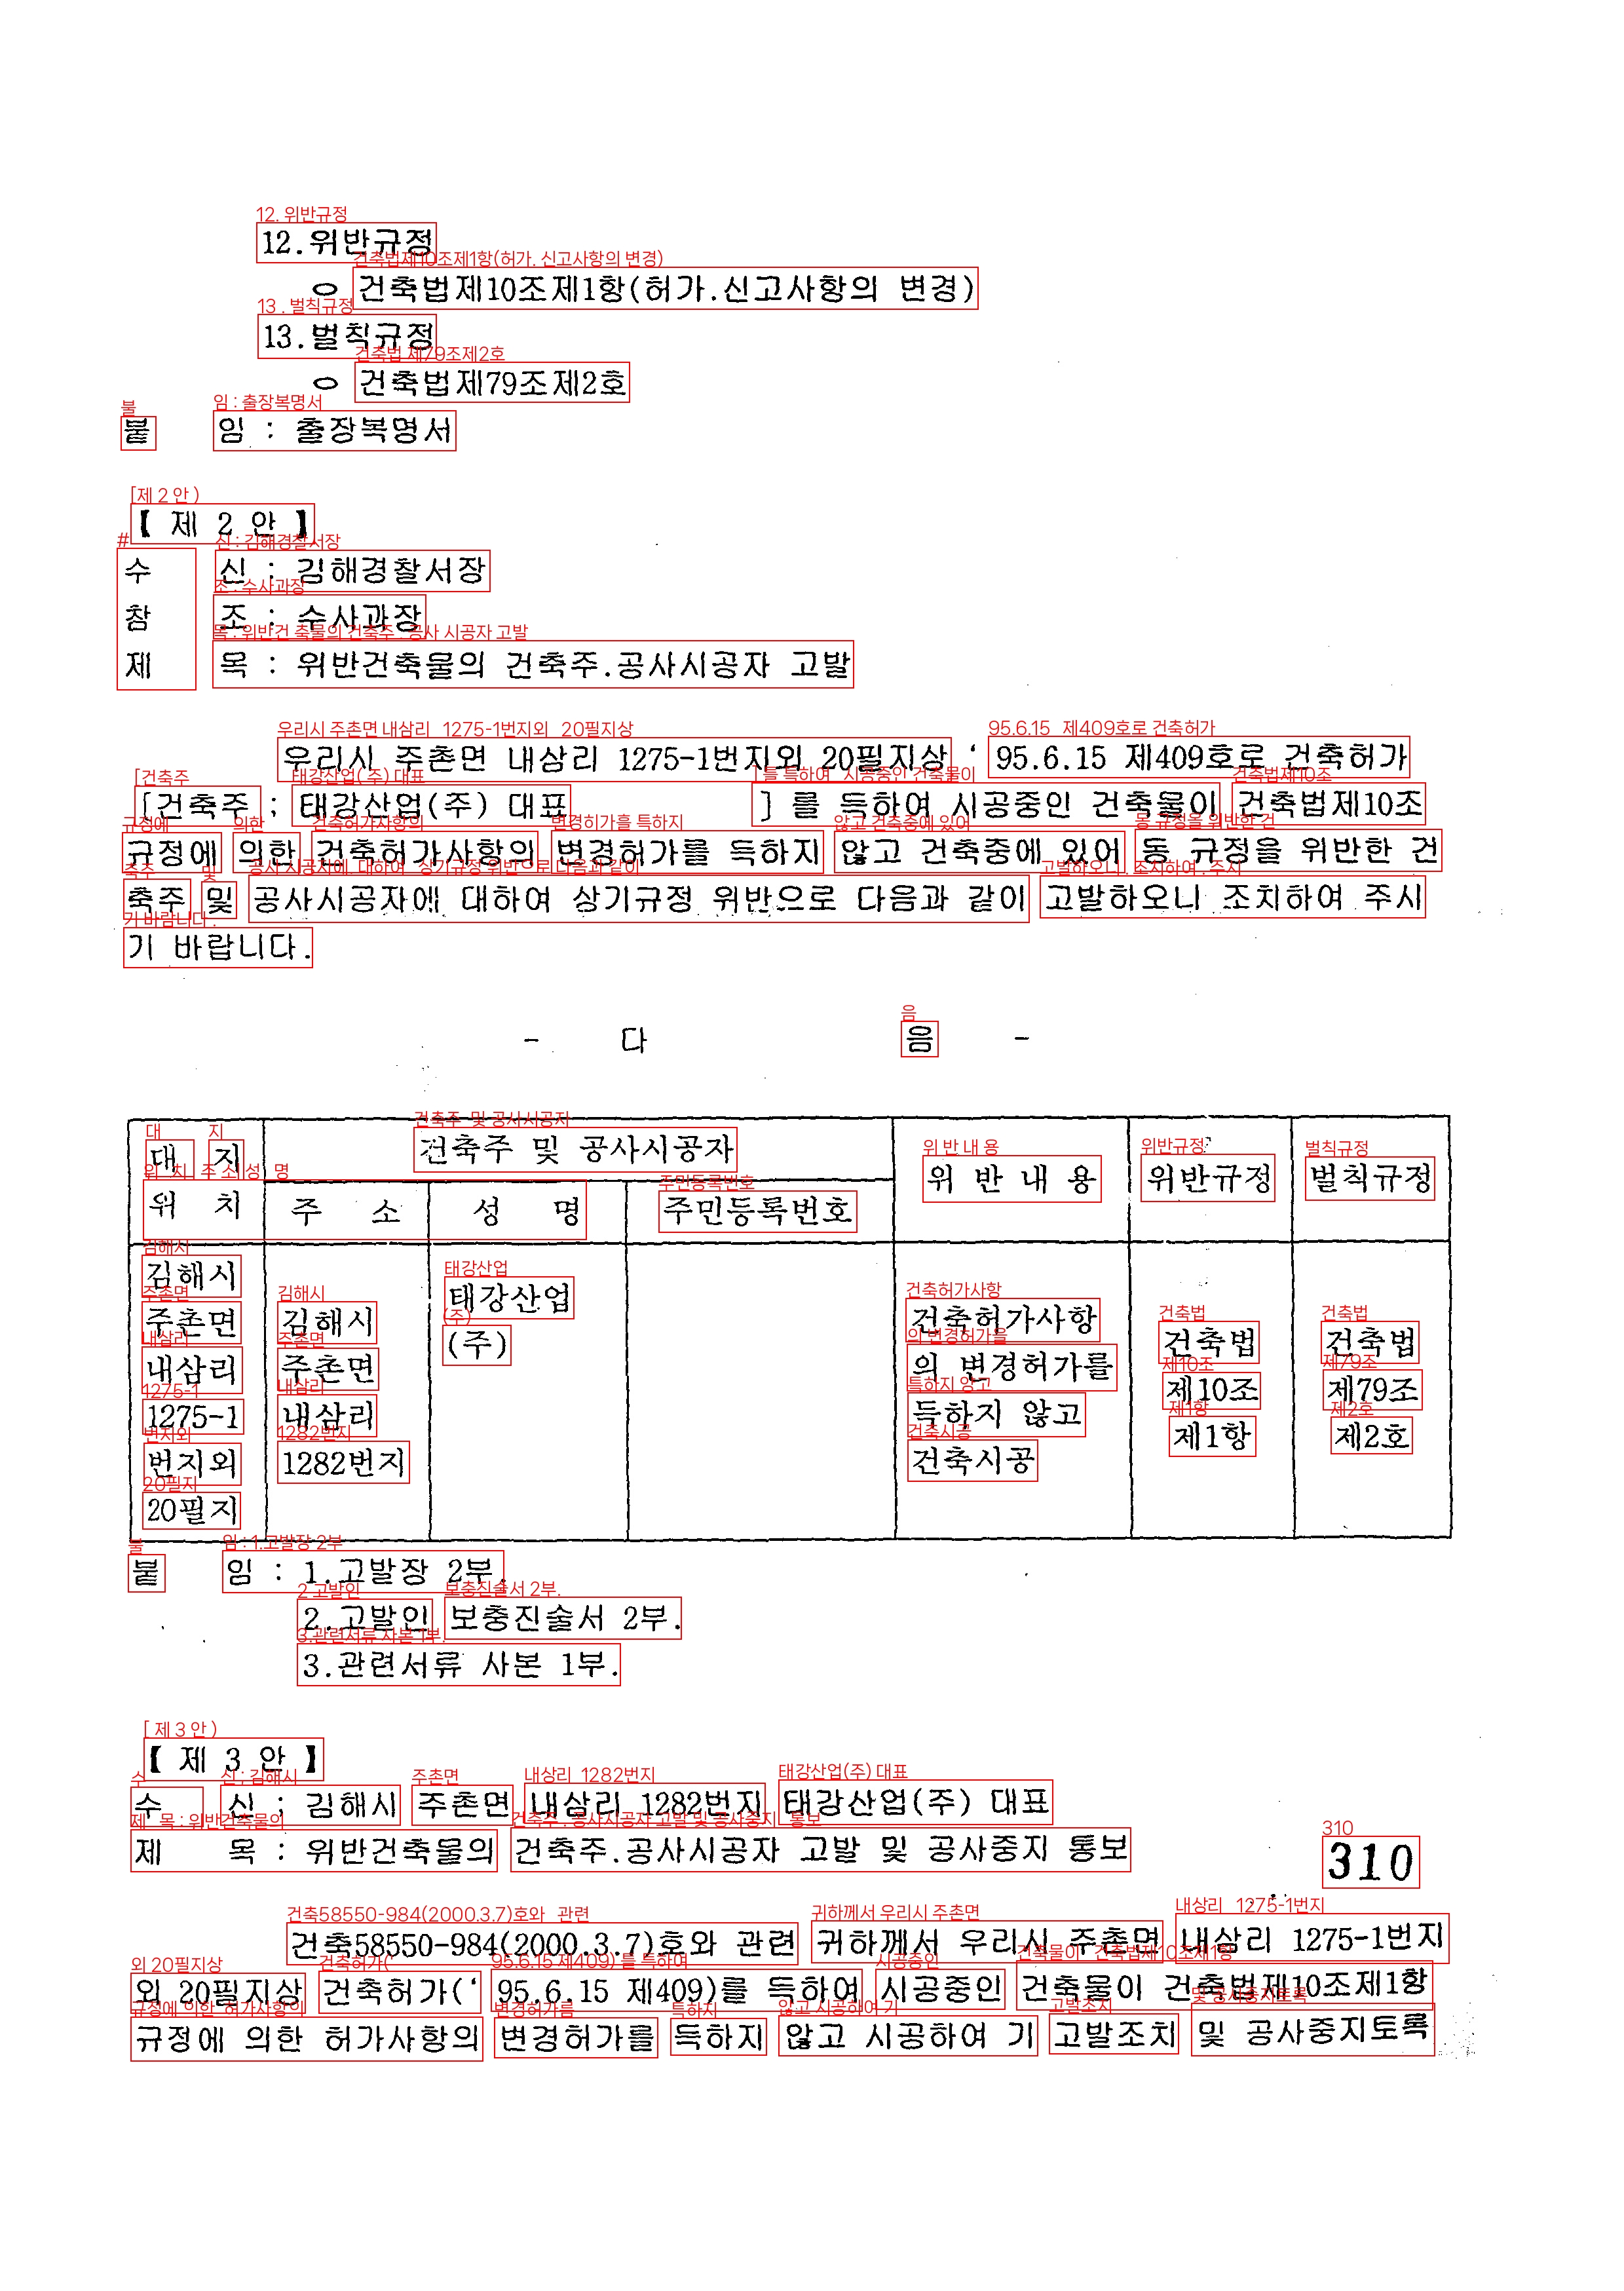 12.위반규정
ㅇ 건축법제10조제1항(허가.신고사항의 변경)
13.벌칙규정
ㅇ 건축법제79조제2호
붙 임 : 출장복명서
【 제 2 안 】
수 신 : 김해경찰서장
참 조 : 수사과장
제 목 : 위반건축물의 건축주.공사시공자 고발
우리시 주촌면 내삼리 1275-1번지외 20필지상 ' 95.6.15 제409호로 건축허가
[건축주 ; 태강산업(주) 대표 ] 를 득하여 시공중인 건축물이 건축법제10조
규정에 의한 건축허가사항의 변경허가를 득하지 않고 건축중에 있어 동 규정을 위반한 건
축주 및 공사시공자에 대하여 상기규정 위반으로 다음과 같이 고발하오니 조치하여 주시
기 바랍니다.
- 다 음 -
대 지 건축주 및 공사시공자 위 반 내 용 위반규정 벌칙규정
위 치 주 소 성 명 주민등록번호
김해시 주촌면 내삼리 1275-1 번지외 20필지
김해시 주촌면 내삼리 1282번지
태강산업 (주)
건축허가사항 의 변경허가를 득하지 않고 건축시공
건축법 제10조 제1항
건축법 제79조 제2호
붙 임 : 1.고발장 2부.
2.고발인 보충진술서 2부.
3.관련서류 사본 1부.
【 제 3 안 】
수 신 ; 김해시 주촌면 내삼리 1282번지 태강산업(주) 대표
제 목 : 위반건축물의 건축주.공사시공자 고발 및 공사중지 통보
310
건축58550-984(2000.3.7)호와 관련 귀하께서 우리시 주촌면 내삼리 1275-1번지
외 20필지상 건축허가(' 95.6.15 제409)를 득하여 시공중인 건축물이 건축법제10조제1항
규정에 의한 허가사항의 변경허가를 득하지 않고 시공하여 기 고발조치 및 공사중지토록